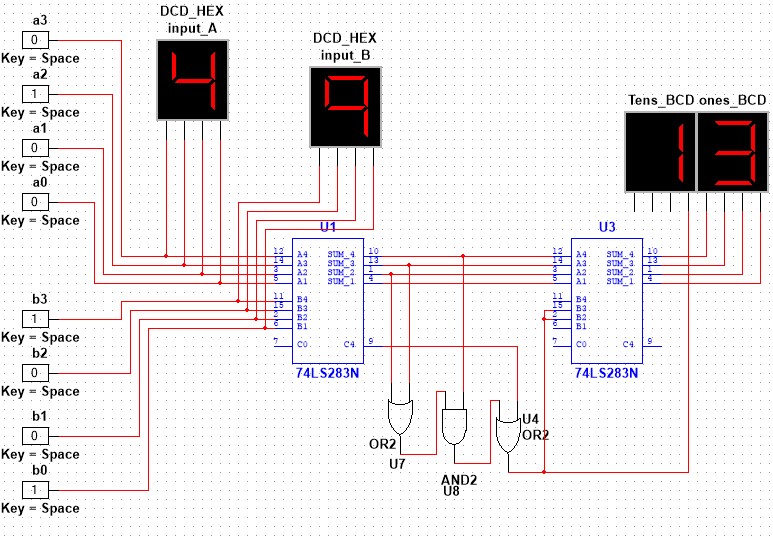 a3
0
Key = Space
a2
1
Key = Space
a1
0
Key = Space
a0
0
Key = Space
DCD_HEX
input_A
4
DCD_HEX
input_B
9
Tens_BCD ones_BCD
1 3
U1
12 A4 SUM_4 10
14 A3 SUM_3 13
3 A2 SUM_2 1
5 A1 SUM_1 4
11 B4
15 B3
2 B2
6 B1
7 C0 C4 9
74LS283N
U3
12 A4 SUM_4 10
14 A3 SUM_3 13
3 A2 SUM_2 1
5 A1 SUM_1 4
11 B4
15 B3
2 B2
6 B1
7 C0 C4 9
74LS283N
b3
1
Key = Space
b2
0
Key = Space
b1
0
Key = Space
b0
1
Key = Space
OR2
U7
AND2
U8
U4
OR2